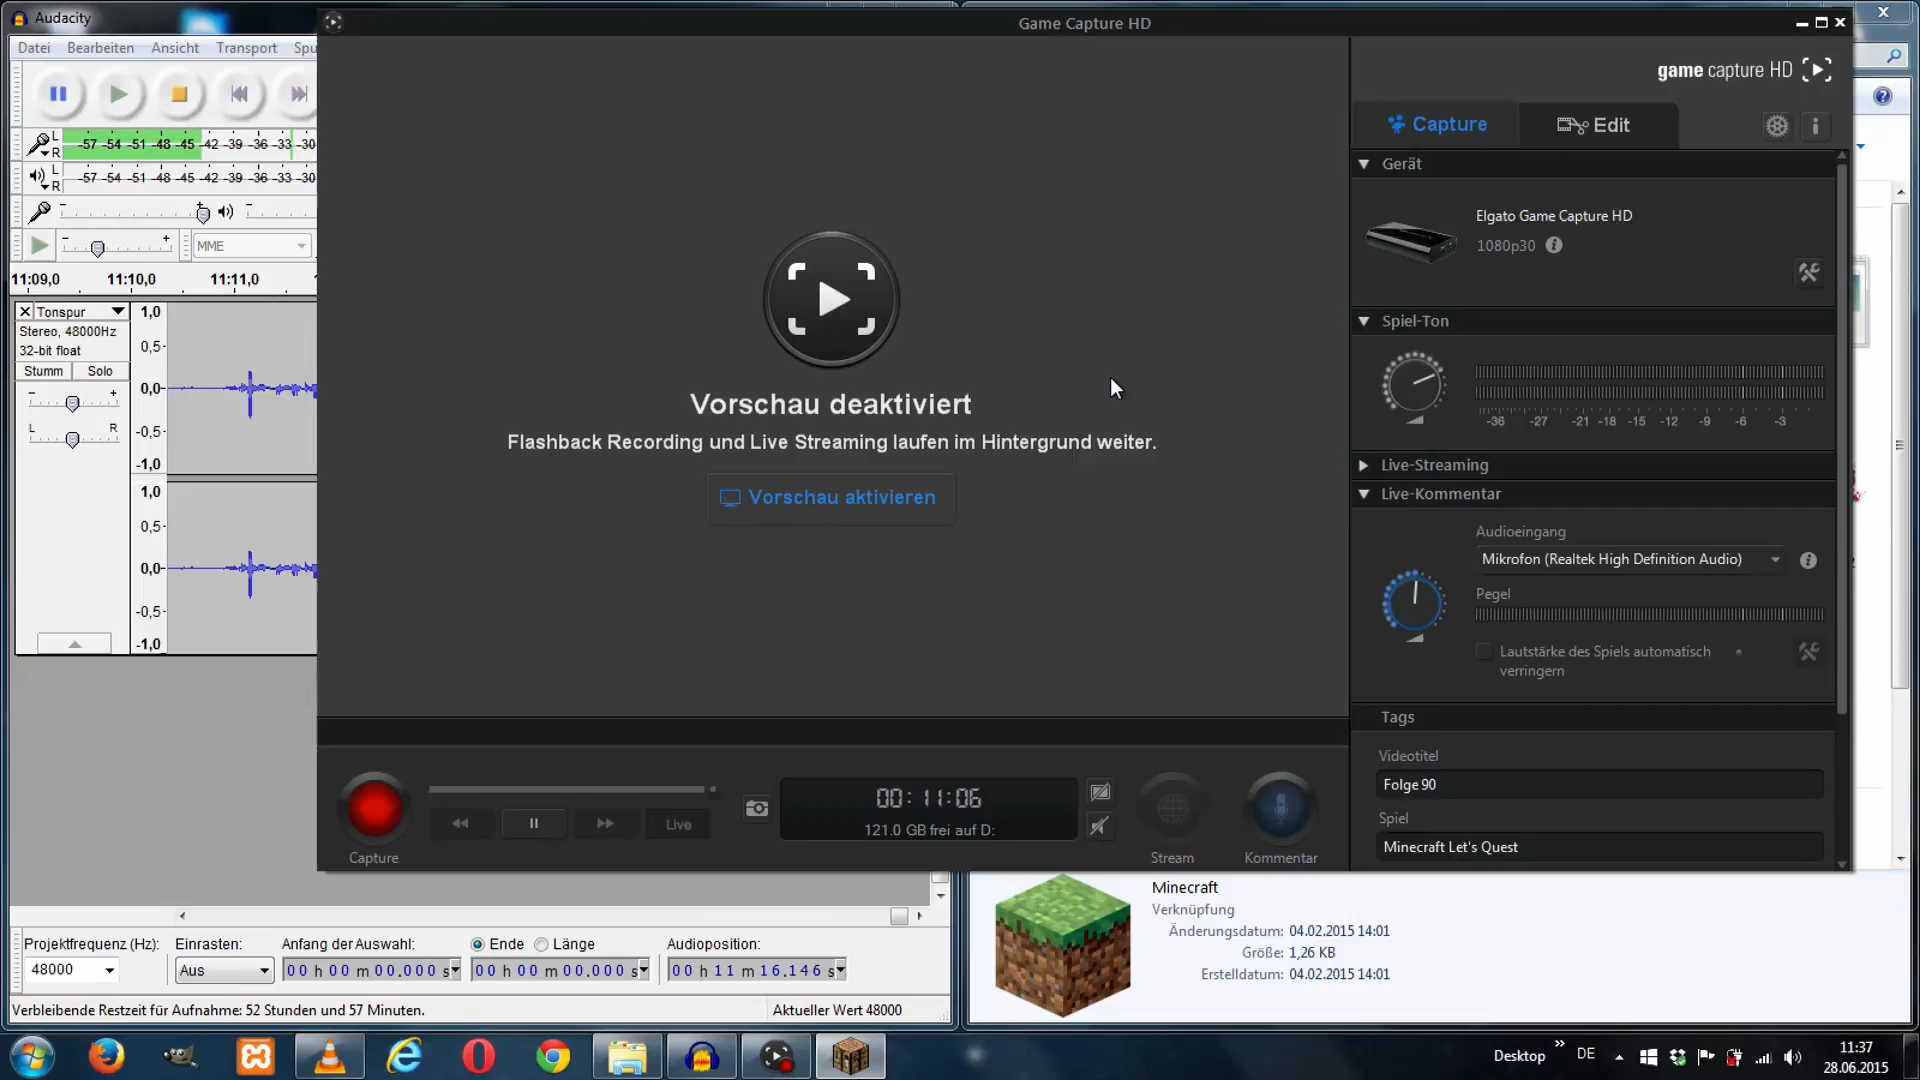 Audacity
Datei Bearbeiten Ansicht Transport Spu
L
R
-57 -54 -51 -48 -45 -42 -39 -36 -33 -30
L
R
-57 -54 -51 -48 -45 -42 -39 -36 -33 -30
MME
11:09,0 11:10,0 11:11,0
Tonspur
Stereo, 48000Hz
32-bit float
Stumm Solo
L R
1,0
0,5-
0,0-
-0,5-
-1,0
1,0
0,5-
0,0-
-0,5-
-1,0
Projektfrequenz (Hz): Einrasten: Anfang der Auswahl: Ende Länge Audioposition:
48000 Aus 00 h 00 m 00.000 s 00 h 00 m 00.000 s 00 h 11 m 16.146 s
Verbleibende Restzeit für Aufnahme: 52 Stunden und 57 Minuten. Aktueller Wert 48000
Game Capture HD
Vorschau deaktiviert
Flashback Recording und Live Streaming laufen im Hintergrund weiter.
Vorschau aktivieren
Capture
Live
00:11:06
121.0 GB frei auf D:
Stream
Kommentar
game capture HD
Capture Edit
Gerät
Elgato Game Capture HD
1080p30
Spiel-Ton
-36 -27 -21 -18 -15 -12 -9 -6 -3
Live-Streaming
Live-Kommentar
Audioeingang
Mikrofon (Realtek High Definition Audio)
Pegel
Lautstärke des Spiels automatisch
verringern
Tags
Videotitel
Folge 90
Spiel
Minecraft Let's Quest
Minecraft
Verknüpfung
Änderungsdatum: 04.02.2015 14:01
Größe: 1,26 KB
Erstelldatum: 04.02.2015 14:01
Desktop » DE
11:37
28.06.2015